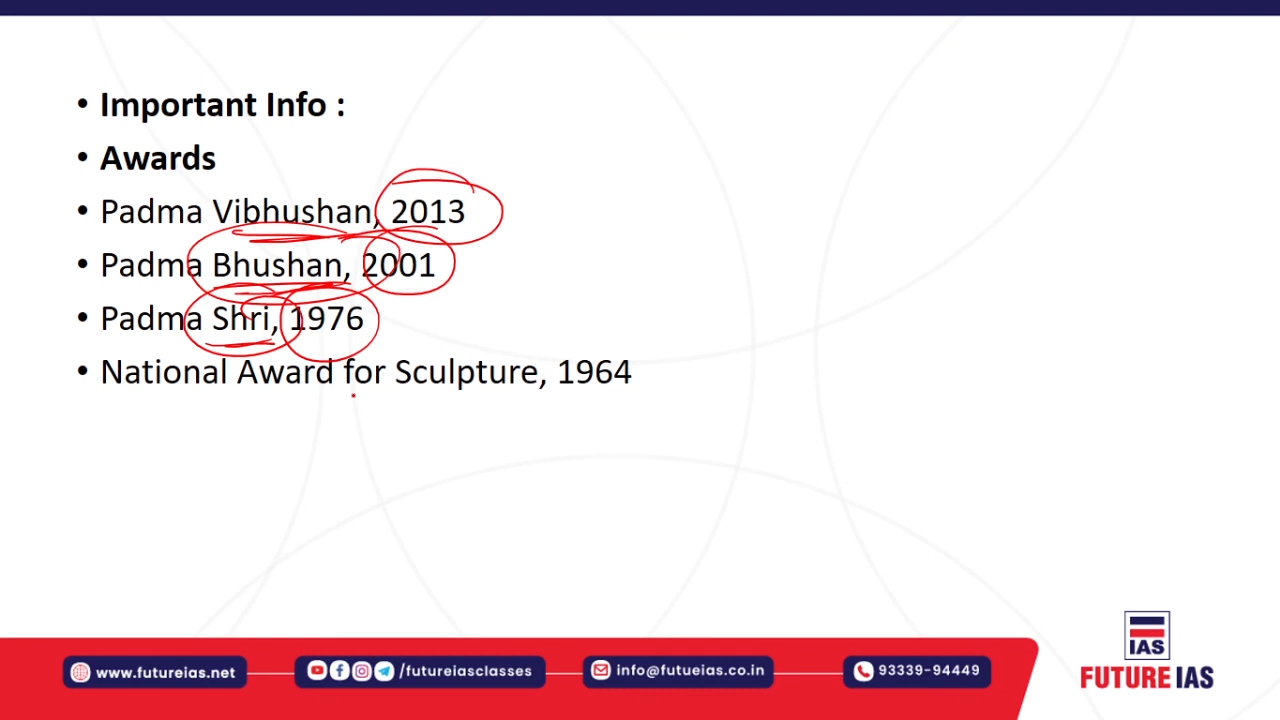 • Important Info :
• Awards
• Padma Vibhushan, 2013
• Padma Bhushan, 2001
• Padma Shri, 1976
• National Award for Sculpture, 1964
www.futureias.net
/futureiasclasses
info@futueias.co.in
93339-94449
IAS
FUTURE IAS